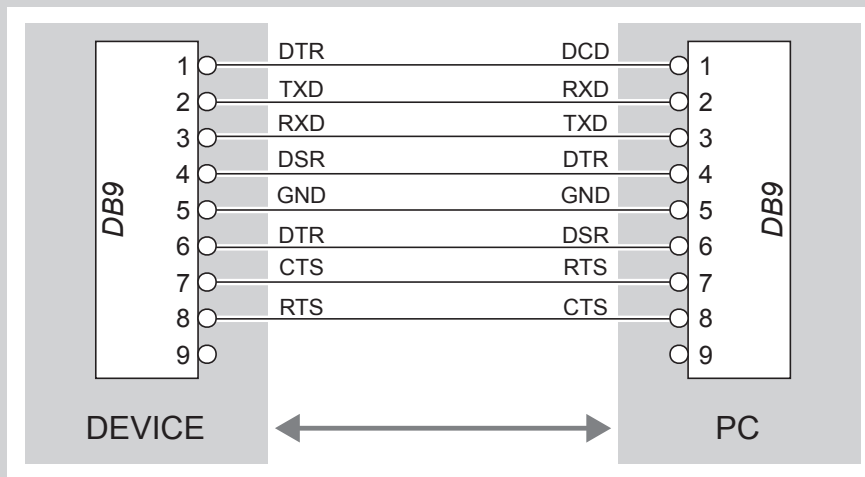 1 DTR DCD 1
2 TXD RXD 2
3 RXD TXD 3
4 DSR DTR 4
5 GND GND 5
6 DTR DSR 6
7 CTS RTS 7
8 RTS CTS 8
9 9
DB9 DB9
DEVICE PC